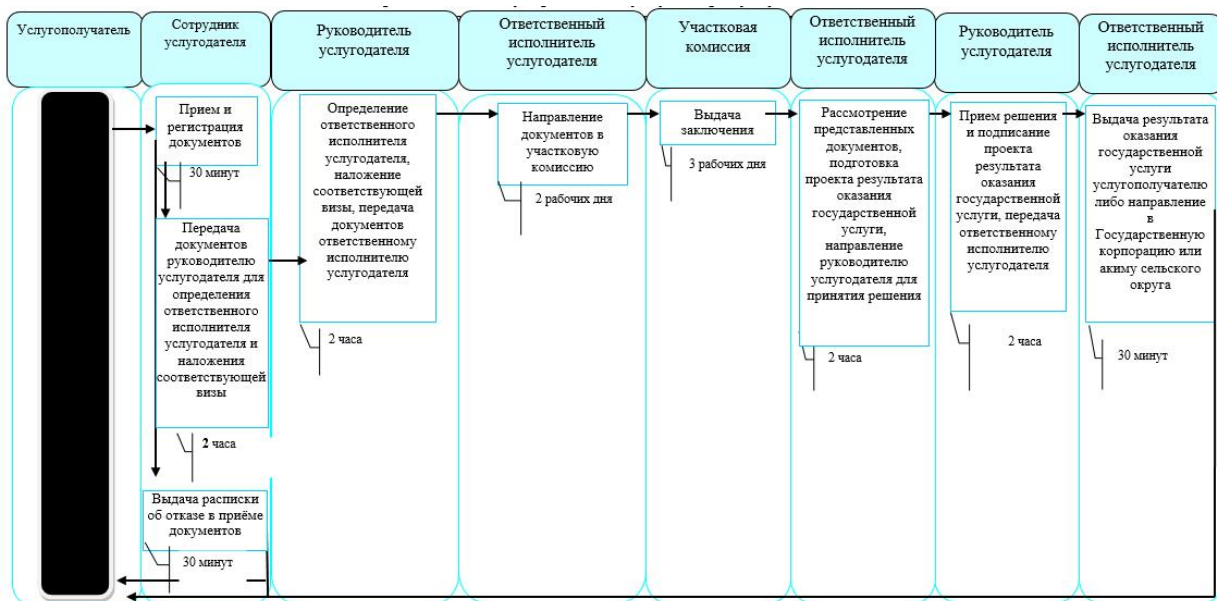 Услугополучатель
Сотрудник
услугодателя
Руководитель
услугодателя
Ответственный
исполнитель
услугодателя
Участковая
комиссия
Ответственный
исполнитель
услугодателя
Руководитель
услугодателя
Ответственный
исполнитель
услугодателя
Прием и
регистрация
документов
30 минут
Передача
документов
руководителю
услугодателя для
определения
ответственного
исполнителя
услугодателя и
наложения
соответствующей
визы
2 часа
Выдача расписки
об отказе в приёме
документов
30 минут
Определение
ответственного
исполнителя
услугодателя,
наложение
соответствующей
визы, передача
документов
ответственному
исполнителю
услугодателя
2 часа
Направление
документов в
участковую
комиссию
2 рабочих дня
Выдача
заключения
3 рабочих дня
Рассмотрение
представленных
документов,
подготовка
проекта результата
оказания
государственной
услуги,
направление
руководителю
услугодателя для
принятия решения
2 часа
Прием решения
и подписание
проекта
результата
оказания
государственной
услуги, передача
ответственному
исполнителю
услугодателя
2 часа
Выдача результата
оказания
государственной
услуги
услугополучателю
либо направление
в
Государственную
корпорацию или
акиму сельского
округа
30 минут